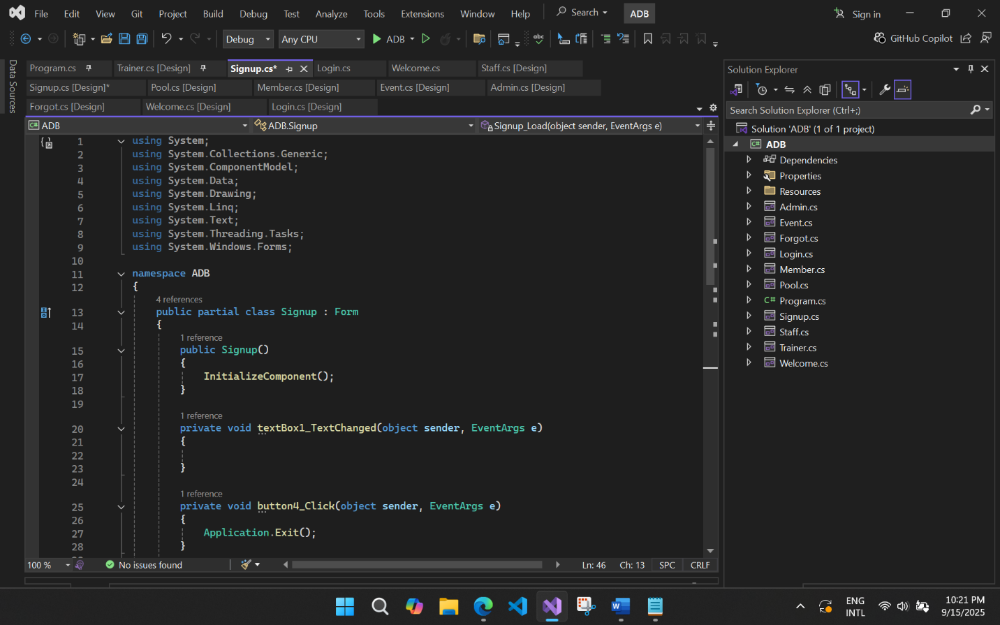 File Edit View Git Project Build Debug Test Analyze Tools Extensions Window Help Search ADB Sign in
Debug Any CPU ADB abc GitHub Copilot
Data Sources
Program.cs Trainer.cs [Design] Signup.cs* Login.cs Welcome.cs Staff.cs [Design]
Signup.cs [Design]* Pool.cs [Design] Member.cs [Design] Event.cs [Design] Admin.cs [Design]
Forgot.cs [Design] Welcome.cs [Design] Login.cs [Design]
C# ADB ADB.Signup Signup_Load(object sender, EventArgs e)
1 using System;
2 using System.Collections.Generic;
3 using System.ComponentModel;
4 using System.Data;
5 using System.Drawing;
6 using System.Linq;
7 using System.Text;
8 using System.Threading.Tasks;
9 using System.Windows.Forms;
10
11 namespace ADB
12 {
4 references
13 public partial class Signup : Form
14 {
1 reference
15 public Signup()
16 {
17 InitializeComponent();
18 }
19
1 reference
20 private void textBox1_TextChanged(object sender, EventArgs e)
21 {
22
23 }
24
1 reference
25 private void button4_Click(object sender, EventArgs e)
26 {
27 Application.Exit();
28 }
100 % No issues found Ln: 46 Ch: 13 SPC CRLF
Solution Explorer
Search Solution Explorer (Ctrl+;)
Solution 'ADB' (1 of 1 project)
C# ADB
Dependencies
Properties
Resources
Admin.cs
Event.cs
Forgot.cs
Login.cs
Member.cs
Pool.cs
C# Program.cs
Signup.cs
Staff.cs
Trainer.cs
Welcome.cs
W
ENG
INTL
10:21 PM
9/15/2025